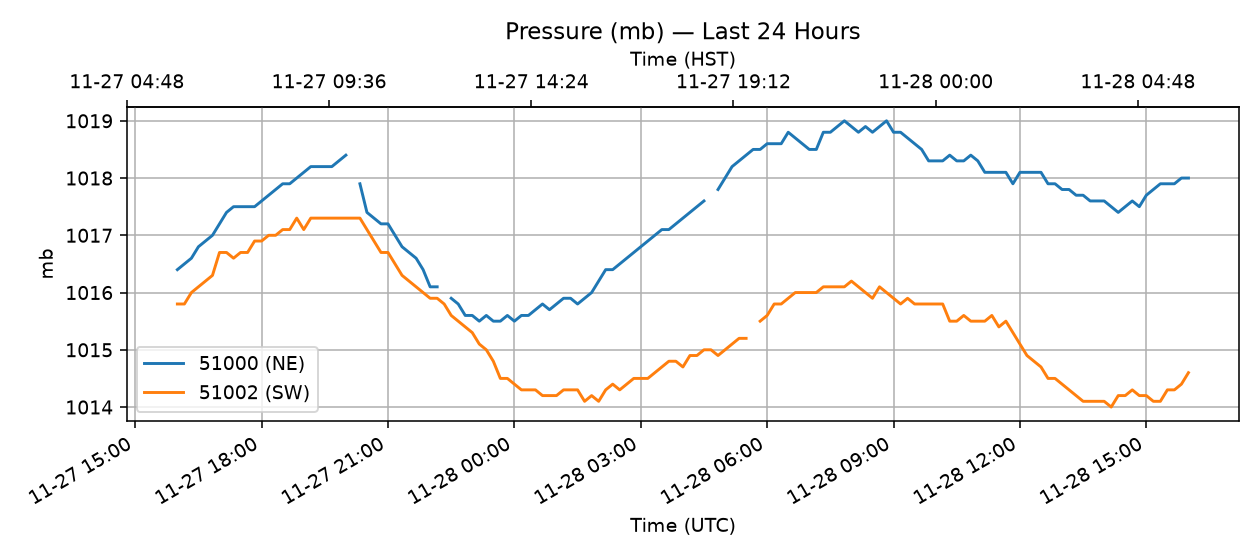 Pressure (mb) — Last 24 Hours
Time (HST)
11-27 04:48 11-27 09:36 11-27 14:24 11-27 19:12 11-28 00:00 11-28 04:48
1019
1018
1017
1016
1015
1014
mb
51000 (NE)
51002 (SW)
11-27 15:00 11-27 18:00 11-27 21:00 11-28 00:00 11-28 03:00 11-28 06:00 11-28 09:00 11-28 12:00 11-28 15:00
Time (UTC)